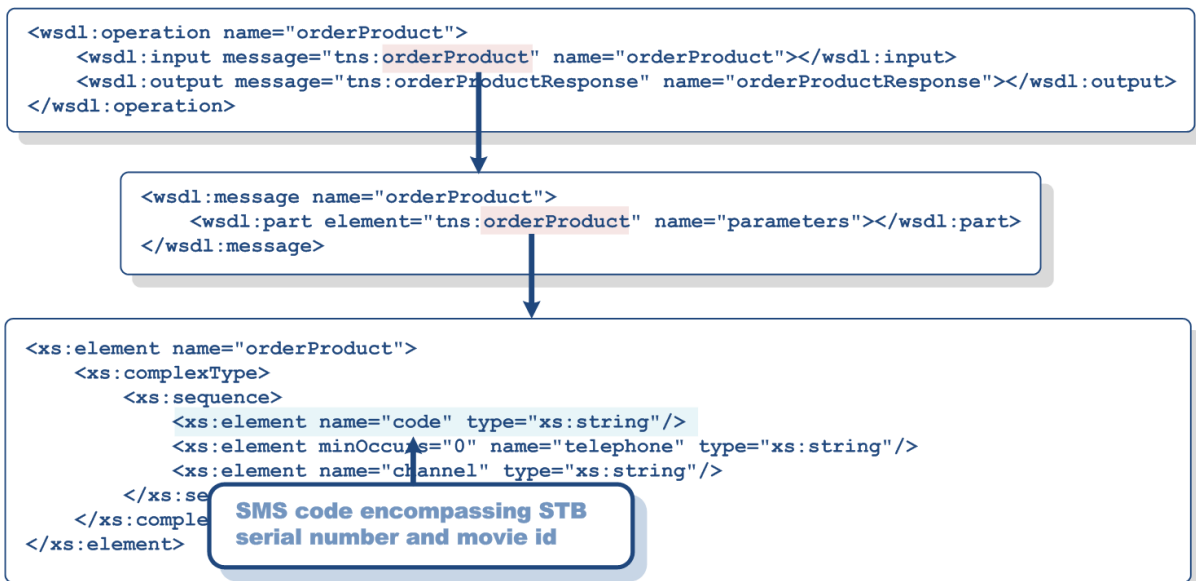 <wsdl:operation name="orderProduct">
<wsdl:input message="tns:orderProduct" name="orderProduct"></wsdl:input>
<wsdl:output message="tns:orderProductResponse" name="orderProductResponse"></wsdl:output>
</wsdl:operation>
<wsdl:message name="orderProduct">
<wsdl:part element="tns:orderProduct" name="parameters"></wsdl:part>
</wsdl:message>
<xs:element name="orderProduct">
<xs:complexType>
<xs:sequence>
<xs:element name="code" type="xs:string"/>
<xs:element minOccurs="0" name="telephone" type="xs:string"/>
<xs:element name="channel" type="xs:string"/>
</xs:se
</xs:comple
</xs:element>
SMS code encompassing STB
serial number and movie id